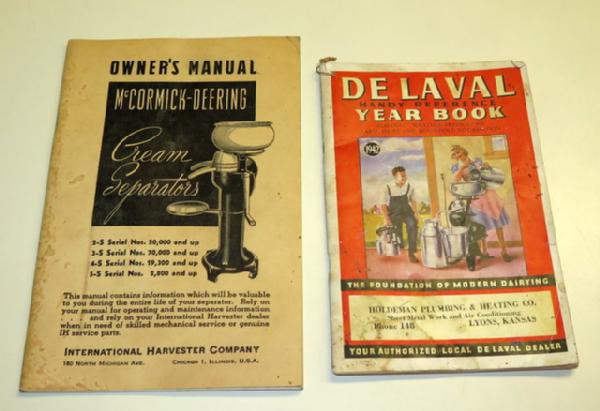 OWNER'S MANUAL
McCORMICK-DEERING
Cream
Separators
2-S Serial Nos. 30,000 and up
3-S Serial Nos. 70,000 and up
4-S Serial Nos. 19,300 and up
5-S Serial Nos. 1,800 and up
This manual contains information which will be valuable
to you during the entire life of your separator. Rely on
your manual for operating and maintenance information
. . . . and rely on your International Harvester dealer
when in need of skilled mechanical service or genuine
IH service parts.
INTERNATIONAL HARVESTER COMPANY
180 NORTH MICHIGAN AVE. CHICAGO 1, ILLINOIS, U.S.A.
DE LAVAL
HANDY REFERENCE
YEAR BOOK
1947
THE FOUNDATION OF MODERN DAIRYING
HOLDEMAN PLUMBING & HEATING CO.
Sheet Metal Work and Air Conditioning
Phone 148 LYONS, KANSAS
YOUR AUTHORIZED LOCAL DE LAVAL DEALER